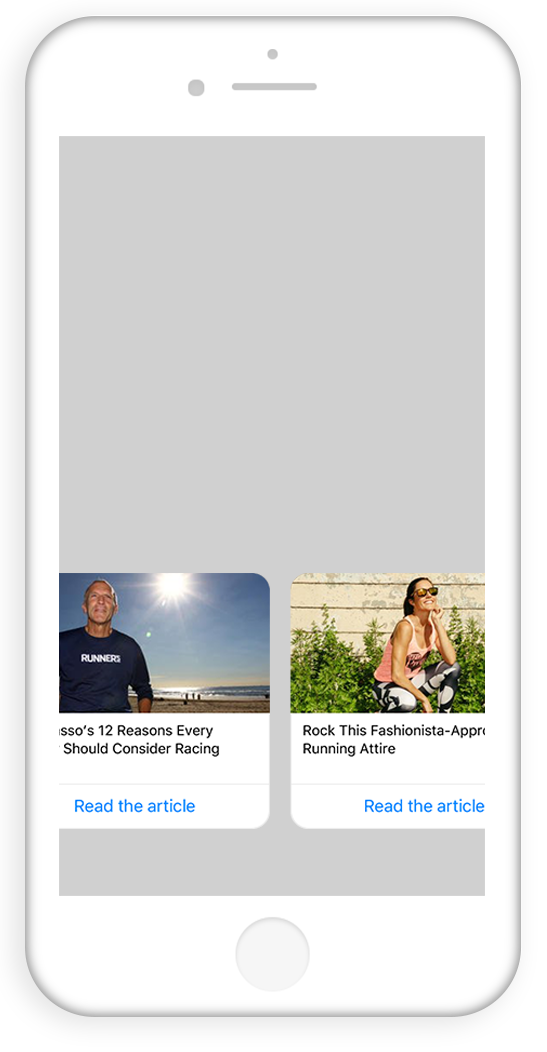 RUNNER
asso's 12 Reasons Every
Should Consider Racing
Read the article
Rock This Fashionista-Appro
Running Attire
Read the article